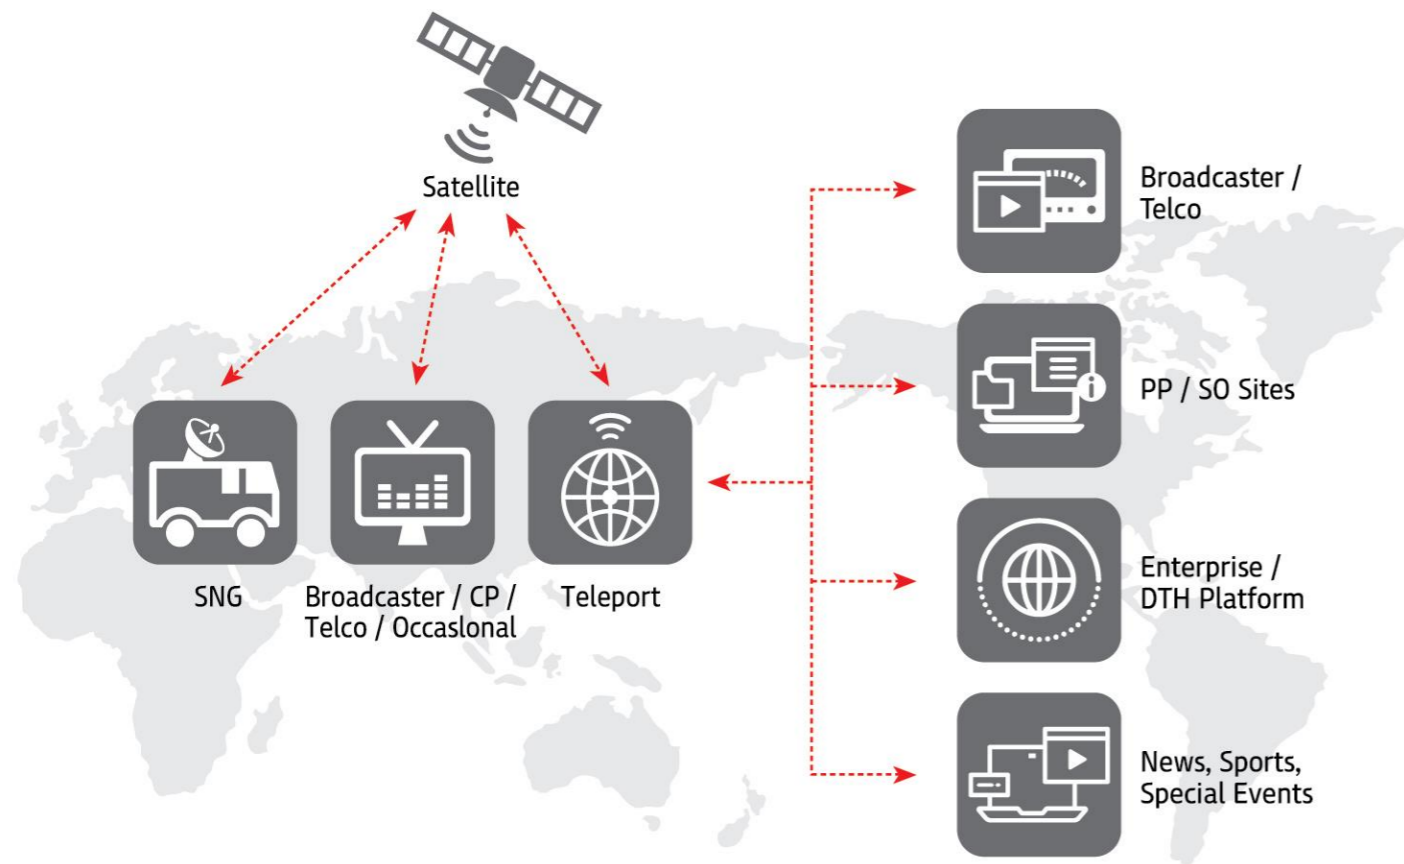 Satellite
SNG
Broadcaster / CP /
Telco / Occaslonal
Teleport
Broadcaster /
Telco
PP / SO Sites
Enterprise /
DTH Platform
News, Sports,
Special Events